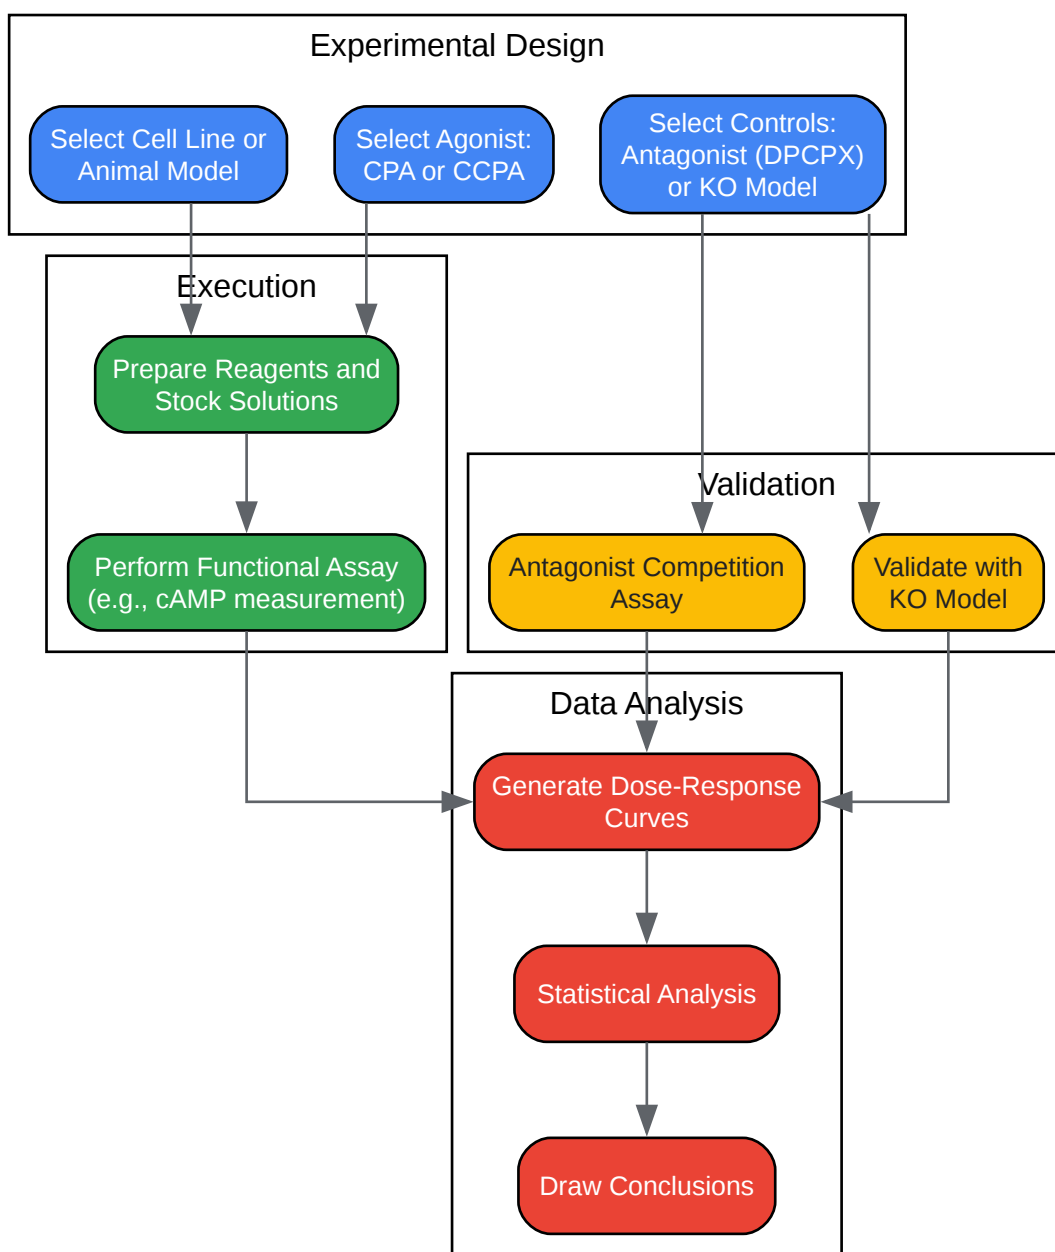 Experimental Design
Select Cell Line or
Animal Model
Select Agonist:
CPA or CCPA
Select Controls:
Antagonist (DPCPX)
or KO Model
Execution
Prepare Reagents and
Stock Solutions
Perform Functional Assay
(e.g., cAMP measurement)
Validation
Antagonist Competition
Assay
Validate with
KO Model
Data Analysis
Generate Dose-Response
Curves
Statistical Analysis
Draw Conclusions